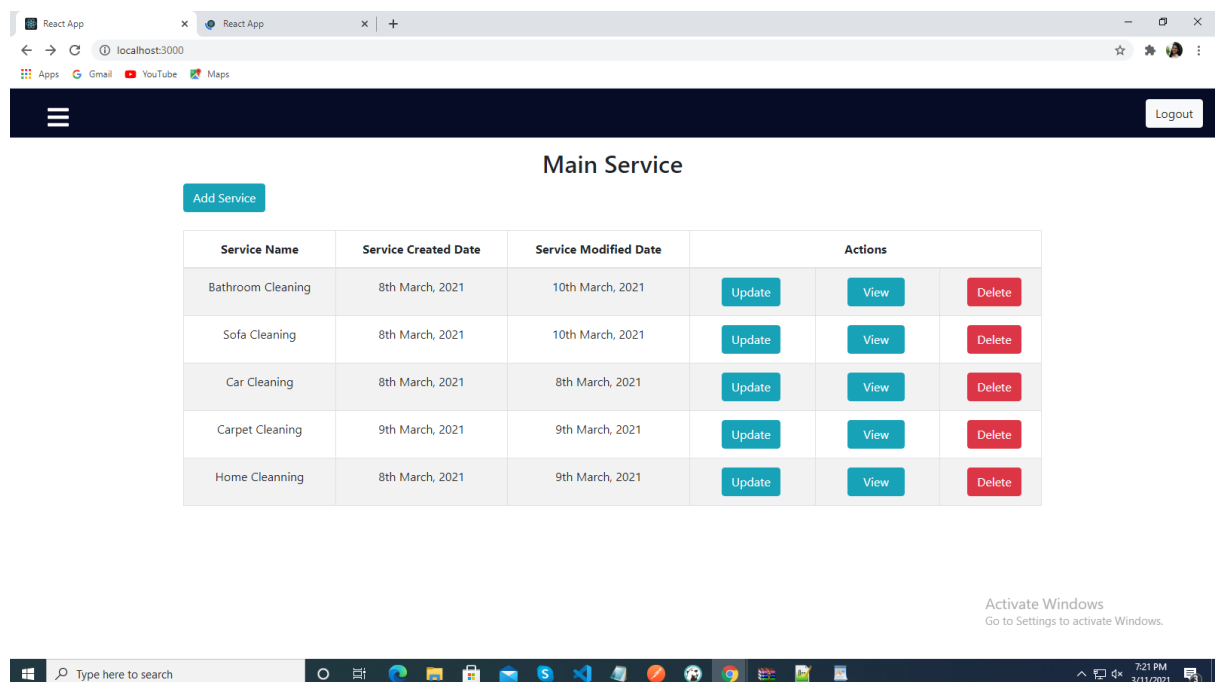 React App
React App
localhost:3000
Apps Gmail YouTube Maps
Logout
Main Service
Add Service
Service Name Service Created Date Service Modified Date Actions
Bathroom Cleaning 8th March, 2021 10th March, 2021 Update View Delete
Sofa Cleaning 8th March, 2021 10th March, 2021 Update View Delete
Car Cleaning 8th March, 2021 8th March, 2021 Update View Delete
Carpet Cleaning 9th March, 2021 9th March, 2021 Update View Delete
Home Cleanning 8th March, 2021 9th March, 2021 Update View Delete
Activate Windows
Go to Settings to activate Windows.
Type here to search
7:21 PM
3/11/2021